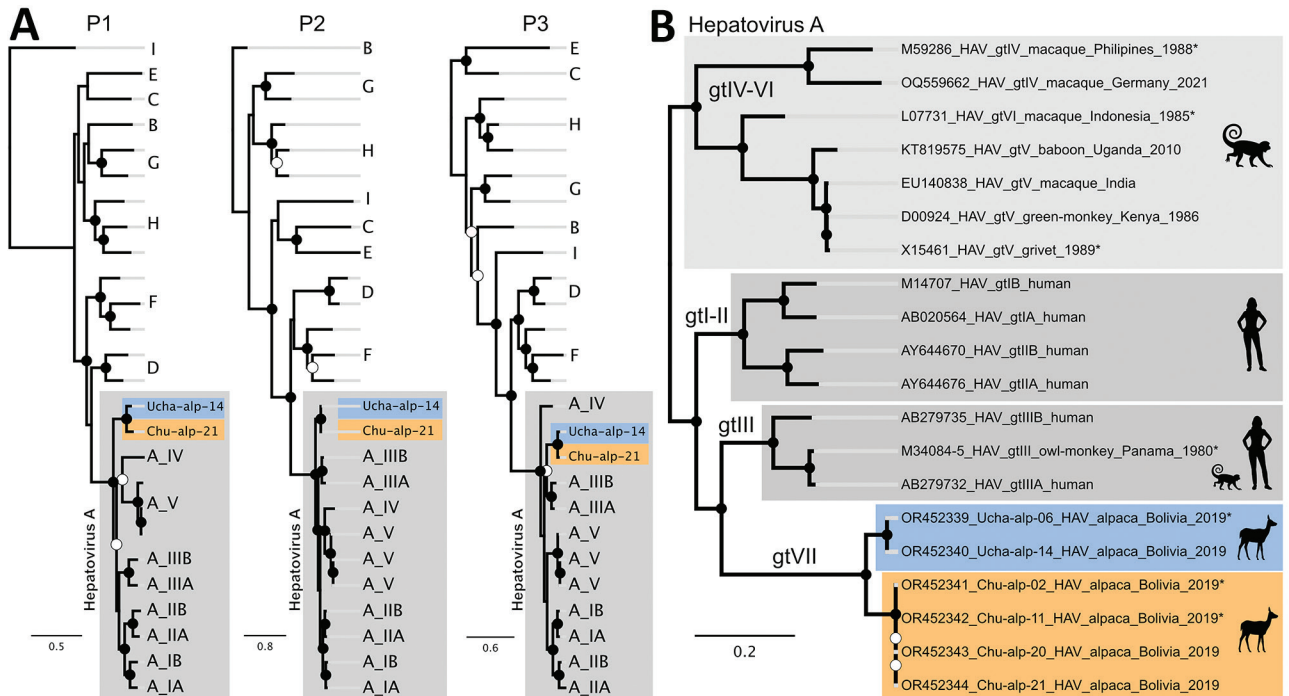 A
P1
I
E
C
B
G
H
F
D
Ucha-alp-14
Chu-alp-21
A_IV
A_V
A_IIIB
A_IIIA
A_IIB
A_IIA
A_IB
A_IA
Hepatovirus A
0.5
P2
B
G
H
I
C
E
D
F
Ucha-alp-14
Chu-alp-21
A_IIIB
A_IIIA
A_IV
A_V
A_V
A_V
A_IIB
A_IIA
A_IB
A_IA
Hepatovirus A
0.8
P3
E
C
H
G
B
I
D
F
A_IV
Ucha-alp-14
Chu-alp-21
A_IIIB
A_IIIA
A_V
A_V
A_V
A_IB
A_IA
A_IIB
A_IIA
Hepatovirus A
0.6
B
Hepatovirus A
gtIV-VI
M59286_HAV_gtIV_macaque_Philipines_1988*
OQ559662_HAV_gtIV_macaque_Germany_2021
L07731_HAV_gtVI_macaque_Indonesia_1985*
KT819575_HAV_gtV_baboon_Uganda_2010
EU140838_HAV_gtV_macaque_India
D00924_HAV_gtV_green-monkey_Kenya_1986
X15461_HAV_gtV_grivet_1989*
gtI-II
M14707_HAV_gtIB_human
AB020564_HAV_gtIA_human
AY644670_HAV_gtIIB_human
AY644676_HAV_gtIIA_human
gtIII
AB279735_HAV_gtIIIB_human
M34084-5_HAV_gtIII_owl-monkey_Panama_1980*
AB279732_HAV_gtIIIA_human
gtVII
OR452339_Ucha-alp-06_HAV_alpaca_Bolivia_2019*
OR452340_Ucha-alp-14_HAV_alpaca_Bolivia_2019
OR452341_Chu-alp-02_HAV_alpaca_Bolivia_2019*
OR452342_Chu-alp-11_HAV_alpaca_Bolivia_2019*
OR452343_Chu-alp-20_HAV_alpaca_Bolivia_2019
OR452344_Chu-alp-21_HAV_alpaca_Bolivia_2019
0.2